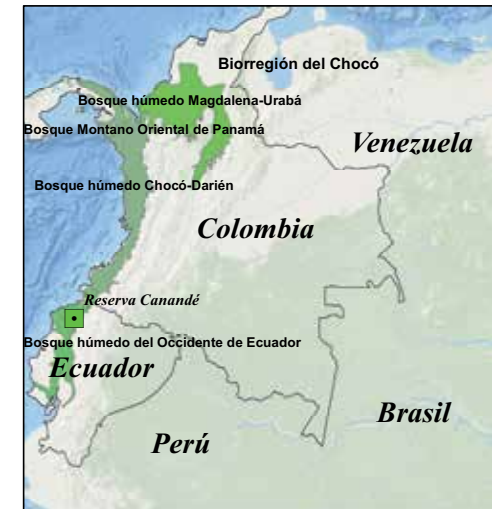 Biorregión del Chocó
Bosque húmedo Magdalena-Urabá
Bosque Montano Oriental de Panamá
Venezuela
Bosque húmedo Chocó-Darién
Colombia
Reserva Canandé
Bosque húmedo del Occidente de Ecuador
Ecuador
Brasil
Perú